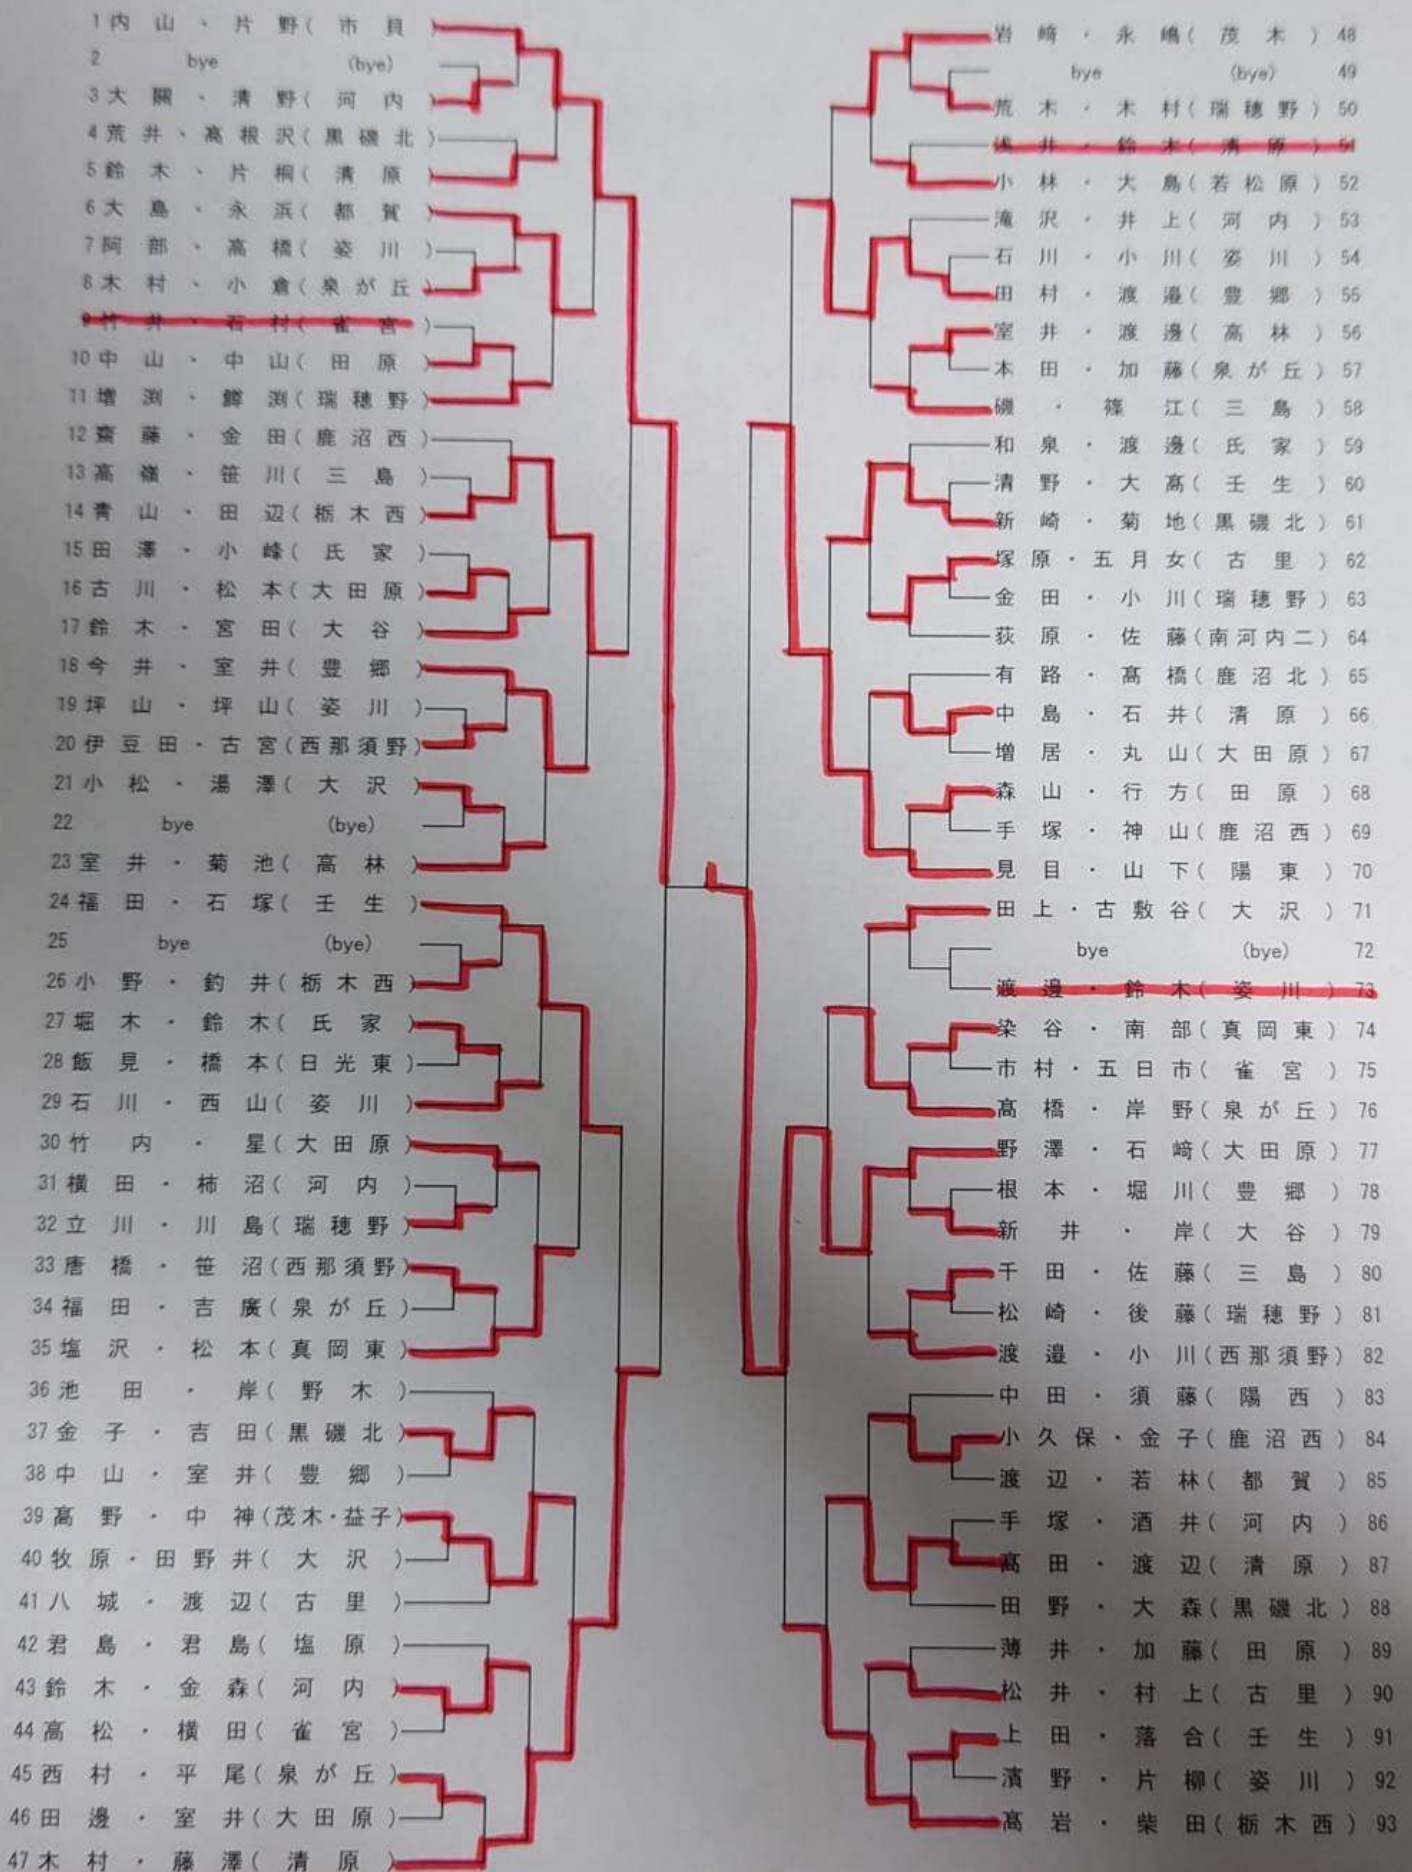 1 内 山 ・ 片 野( 市 貝 )
2 bye (bye)
3 大 關 ・ 清 野( 河 内 )
4 荒 井 ・ 髙 根 沢( 黒 磯 北 )
5 鈴 木 ・ 片 桐( 清 原 )
6 大 島 ・ 永 浜( 都 賀 )
7 阿 部 ・ 高 橋( 姿 川 )
8 木 村 ・ 小 倉( 泉 が 丘 )
9 竹 井 ・ 石 村( 雀 宮 )
10 中 山 ・ 中 山( 田 原 )
11 増 渕 ・ 鱒 渕( 瑞 穂 野 )
12 齋 藤 ・ 金 田( 鹿 沼 西 )
13 高 嶺 ・ 笹 川( 三 島 )
14 青 山 ・ 田 辺( 栃 木 西 )
15 田 澤 ・ 小 峰( 氏 家 )
16 古 川 ・ 松 本( 大 田 原 )
17 鈴 木 ・ 宮 田( 大 谷 )
18 今 井 ・ 室 井( 豊 郷 )
19 坪 山 ・ 坪 山( 姿 川 )
20 伊 豆 田 ・ 古 宮( 西 那 須 野 )
21 小 松 ・ 湯 澤( 大 沢 )
22 bye (bye)
23 室 井 ・ 菊 池( 高 林 )
24 福 田 ・ 石 塚( 壬 生 )
25 bye (bye)
26 小 野 ・ 釣 井( 栃 木 西 )
27 堀 木 ・ 鈴 木( 氏 家 )
28 飯 見 ・ 橋 本( 日 光 東 )
29 石 川 ・ 西 山( 姿 川 )
30 竹 内 ・ 星( 大 田 原 )
31 横 田 ・ 柿 沼( 河 内 )
32 立 川 ・ 川 島( 瑞 穂 野 )
33 唐 橋 ・ 笹 沼( 西 那 須 野 )
34 福 田 ・ 吉 廣( 泉 が 丘 )
35 塩 沢 ・ 松 本( 真 岡 東 )
36 池 田 ・ 岸( 野 木 )
37 金 子 ・ 吉 田( 黒 磯 北 )
38 中 山 ・ 室 井( 豊 郷 )
39 髙 野 ・ 中 神( 茂 木 ・ 益 子 )
40 牧 原 ・ 田 野 井( 大 沢 )
41 八 城 ・ 渡 辺( 古 里 )
42 君 島 ・ 君 島( 塩 原 )
43 鈴 木 ・ 金 森( 河 内 )
44 高 松 ・ 横 田( 雀 宮 )
45 西 村 ・ 平 尾( 泉 が 丘 )
46 田 邊 ・ 室 井( 大 田 原 )
47 木 村 ・ 藤 澤( 清 原 )
岩 﨑 ・ 永 嶋( 茂 木 ) 48
bye (bye) 49
荒 木 ・ 木 村( 瑞 穂 野 ) 50
浅 井 ・ 鈴 木( 清 原 ) 51
小 林 ・ 大 島( 若 松 原 ) 52
滝 沢 ・ 井 上( 河 内 ) 53
石 川 ・ 小 川( 姿 川 ) 54
田 村 ・ 渡 邉( 豊 郷 ) 55
室 井 ・ 渡 邊( 高 林 ) 56
本 田 ・ 加 藤( 泉 が 丘 ) 57
磯 ・ 篠 江( 三 島 ) 58
和 泉 ・ 渡 邊( 氏 家 ) 59
清 野 ・ 大 髙( 壬 生 ) 60
新 崎 ・ 菊 地( 黒 磯 北 ) 61
塚 原 ・ 五 月 女( 古 里 ) 62
金 田 ・ 小 川( 瑞 穂 野 ) 63
荻 原 ・ 佐 藤( 南 河 内 二 ) 64
有 路 ・ 髙 橋( 鹿 沼 北 ) 65
中 島 ・ 石 井( 清 原 ) 66
増 居 ・ 丸 山( 大 田 原 ) 67
森 山 ・ 行 方( 田 原 ) 68
手 塚 ・ 神 山( 鹿 沼 西 ) 69
見 目 ・ 山 下( 陽 東 ) 70
田 上 ・ 古 敷 谷( 大 沢 ) 71
bye (bye) 72
渡 邉 ・ 鈴 木( 姿 川 ) 73
染 谷 ・ 南 部( 真 岡 東 ) 74
市 村 ・ 五 日 市( 雀 宮 ) 75
髙 橋 ・ 岸 野( 泉 が 丘 ) 76
野 澤 ・ 石 﨑( 大 田 原 ) 77
根 本 ・ 堀 川( 豊 郷 ) 78
新 井 ・ 岸( 大 谷 ) 79
千 田 ・ 佐 藤( 三 島 ) 80
松 崎 ・ 後 藤( 瑞 穂 野 ) 81
渡 邉 ・ 小 川( 西 那 須 野 ) 82
中 田 ・ 須 藤( 陽 西 ) 83
小 久 保 ・ 金 子( 鹿 沼 西 ) 84
渡 辺 ・ 若 林( 都 賀 ) 85
手 塚 ・ 酒 井( 河 内 ) 86
髙 田 ・ 渡 辺( 清 原 ) 87
田 野 ・ 大 森( 黒 磯 北 ) 88
薄 井 ・ 加 藤( 田 原 ) 89
松 井 ・ 村 上( 古 里 ) 90
上 田 ・ 落 合( 壬 生 ) 91
濱 野 ・ 片 柳( 姿 川 ) 92
髙 岩 ・ 柴 田( 栃 木 西 ) 93